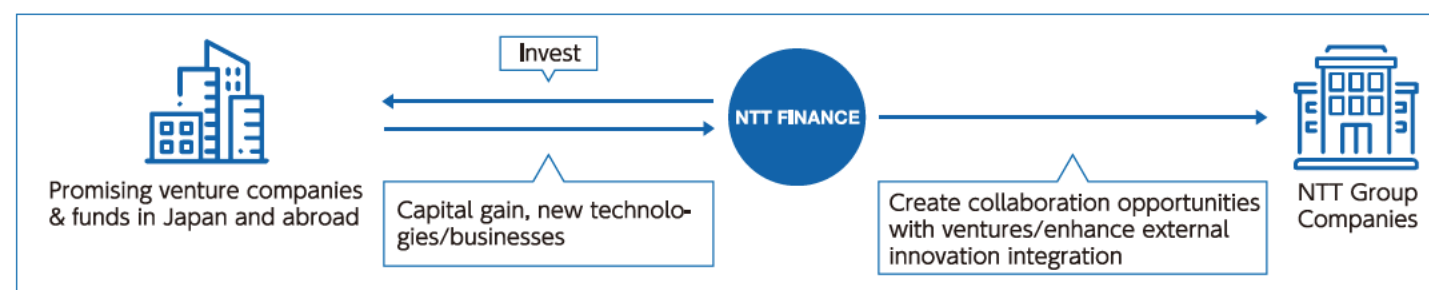 Invest
NTT FINANCE
Promising venture companies
& funds in Japan and abroad
Capital gain, new technolo-
gies/businesses
Create collaboration opportunities
with ventures/enhance external
innovation integration
NTT Group
Companies